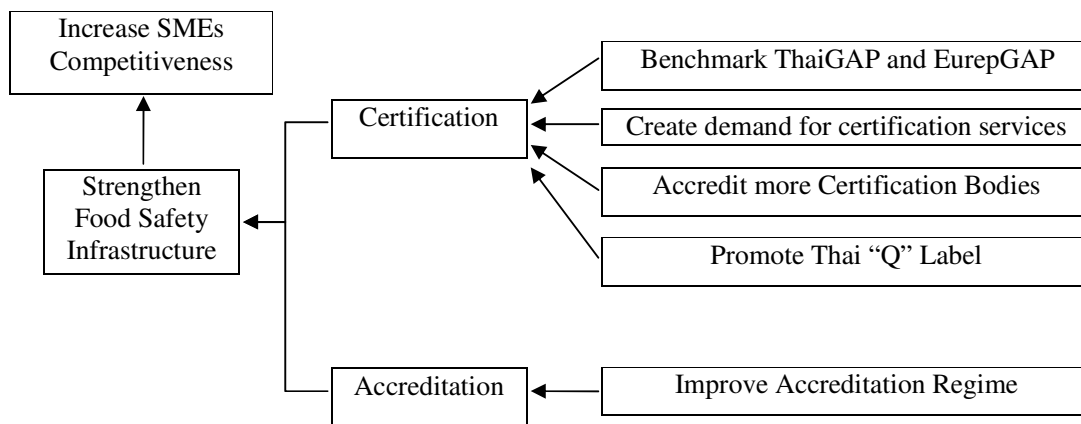 Increase SMEs
Competitiveness
Strengthen
Food Safety
Infrastructure
Certification
Accreditation
Benchmark ThaiGAP and EurepGAP
Create demand for certification services
Accredit more Certification Bodies
Promote Thai “Q” Label
Improve Accreditation Regime